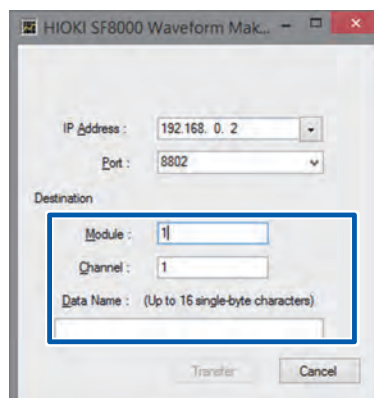 HIOKI SF8000 Waveform Mak...
IP Address : 192.168. 0. 2
Port : 8802
Destination
Module : 1
Channel : 1
Data Name : (Up to 16 single-byte characters)
Transfer Cancel